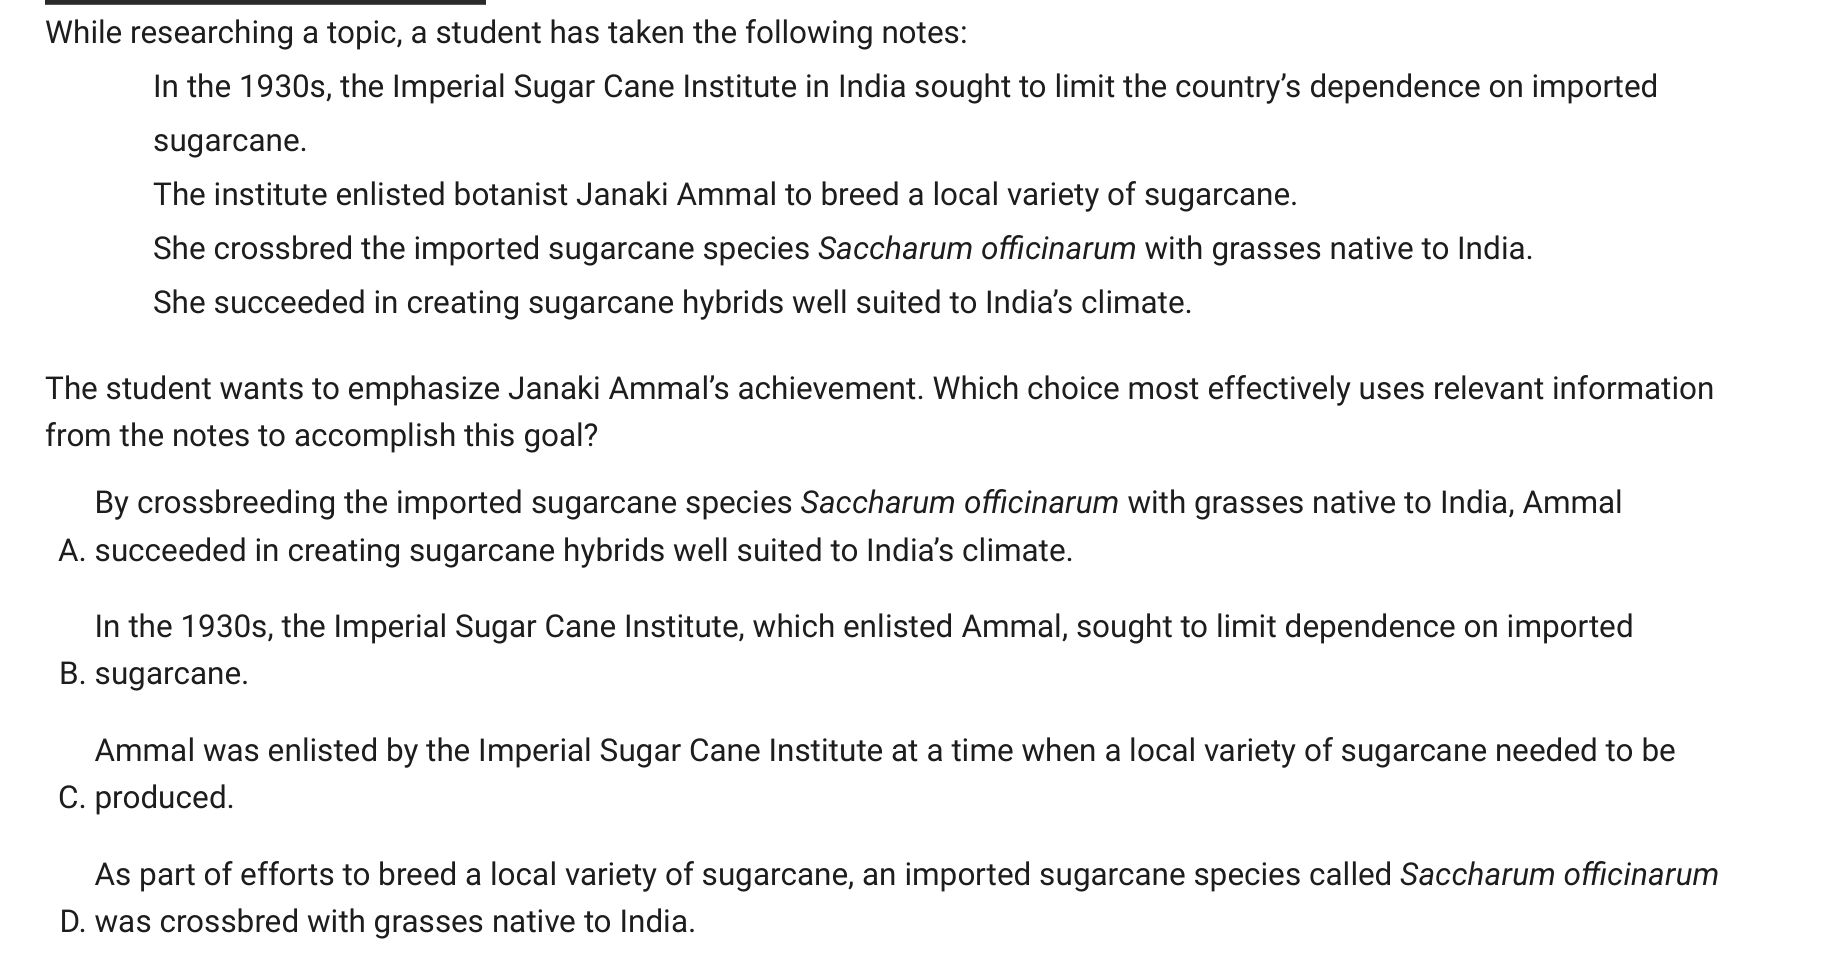 While researching a topic, a student has taken the following notes:
In the 1930s, the Imperial Sugar Cane Institute in India sought to limit the country’s dependence on imported
sugarcane.
The institute enlisted botanist Janaki Ammal to breed a local variety of sugarcane.
She crossbred the imported sugarcane species Saccharum officinarum with grasses native to India.
She succeeded in creating sugarcane hybrids well suited to India’s climate.
The student wants to emphasize Janaki Ammal’s achievement. Which choice most effectively uses relevant information
from the notes to accomplish this goal?
By crossbreeding the imported sugarcane species Saccharum officinarum with grasses native to India, Ammal
A. succeeded in creating sugarcane hybrids well suited to India’s climate.
In the 1930s, the Imperial Sugar Cane Institute, which enlisted Ammal, sought to limit dependence on imported
B. sugarcane.
Ammal was enlisted by the Imperial Sugar Cane Institute at a time when a local variety of sugarcane needed to be
C. produced.
As part of efforts to breed a local variety of sugarcane, an imported sugarcane species called Saccharum officinarum
D. was crossbred with grasses native to India.